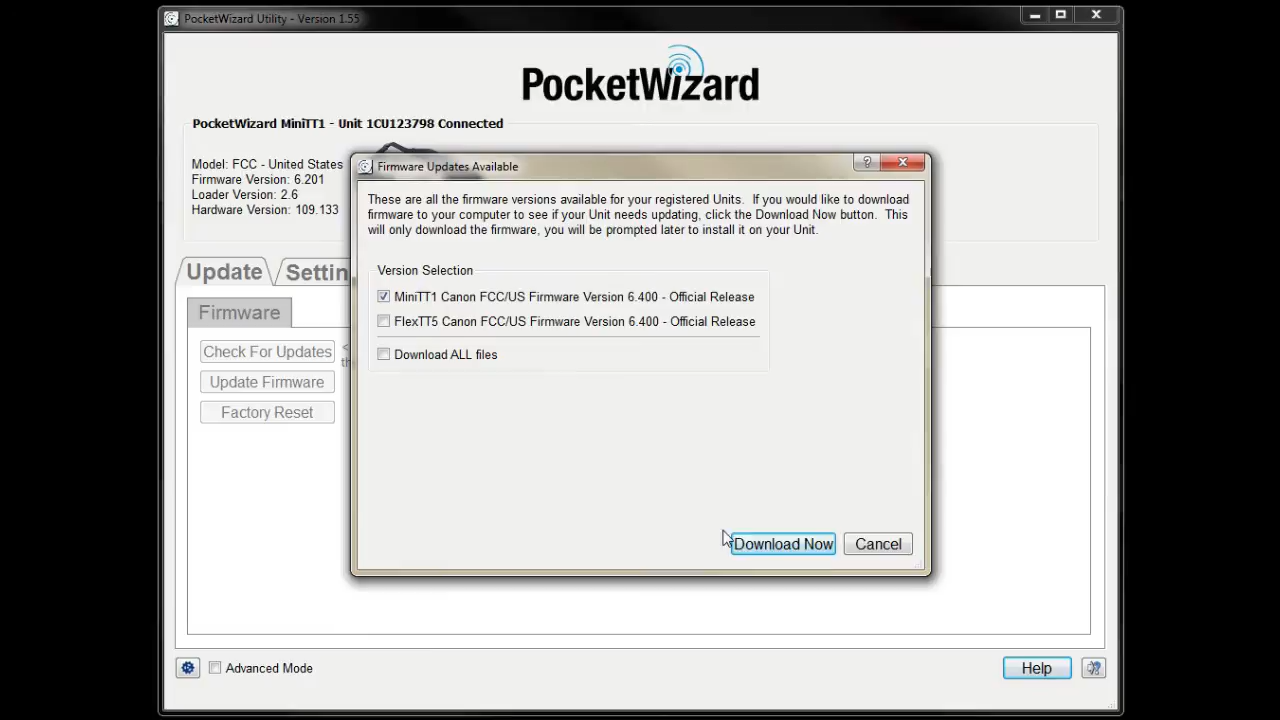 PocketWizard Utility - Version 1.55
PocketWizard
PocketWizard MiniTT1 - Unit 1CU123798 Connected
Model: FCC - United States
Firmware Version: 6.201
Loader Version: 2.6
Hardware Version: 109.133
Update
Settin
Firmware
Check For Updates
Update Firmware
Factory Reset
Firmware Updates Available
These are all the firmware versions available for your registered Units. If you would like to download
firmware to your computer to see if your Unit needs updating, click the Download Now button. This
will only download the firmware, you will be prompted later to install it on your Unit.
Version Selection
MiniTT1 Canon FCC/US Firmware Version 6.400 - Official Release
FlexTT5 Canon FCC/US Firmware Version 6.400 - Official Release
Download ALL files
Download Now
Cancel
Advanced Mode
Help